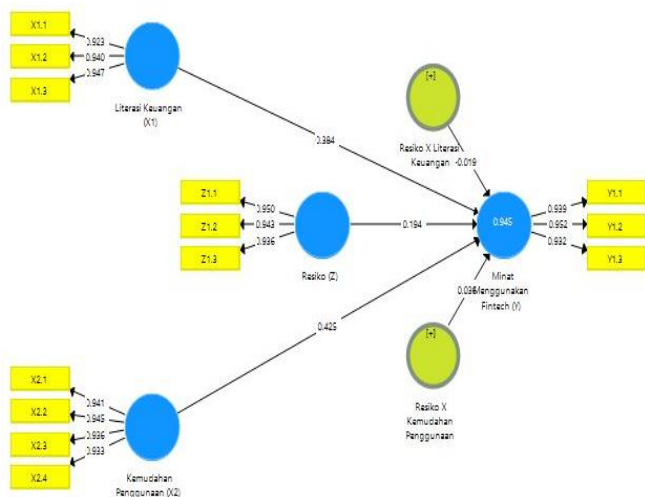 X1.1
X1.2
X1.3
0.923
0.940
0.947
Literasi Keuangan
(X1)
[+]
Resiko X Literasi
Keuangan
-0.019
0.384
Z1.1
Z1.2
Z1.3
0.950
0.943
0.936
Resiko (Z)
0.194
0.945
Minat
Menggunakan
Fintech (Y)
0.939
0.952
0.932
Y1.1
Y1.2
Y1.3
0.425
[+]
Resiko X
Kemudahan
Penggunaan
X2.1
X2.2
X2.3
X2.4
0.941
0.945
0.936
0.933
Kemudahan
Penggunaan (X2)